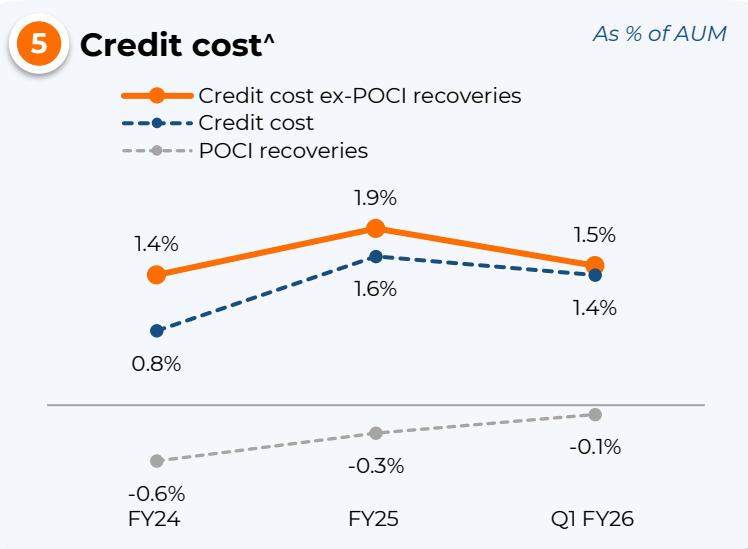 5 Credit cost^
As % of AUM
Credit cost ex-POCI recoveries
Credit cost
POCI recoveries
1.9%
1.4%
1.5%
1.6%
1.4%
0.8%
-0.1%
-0.3%
-0.6%
FY24 FY25 Q1 FY26